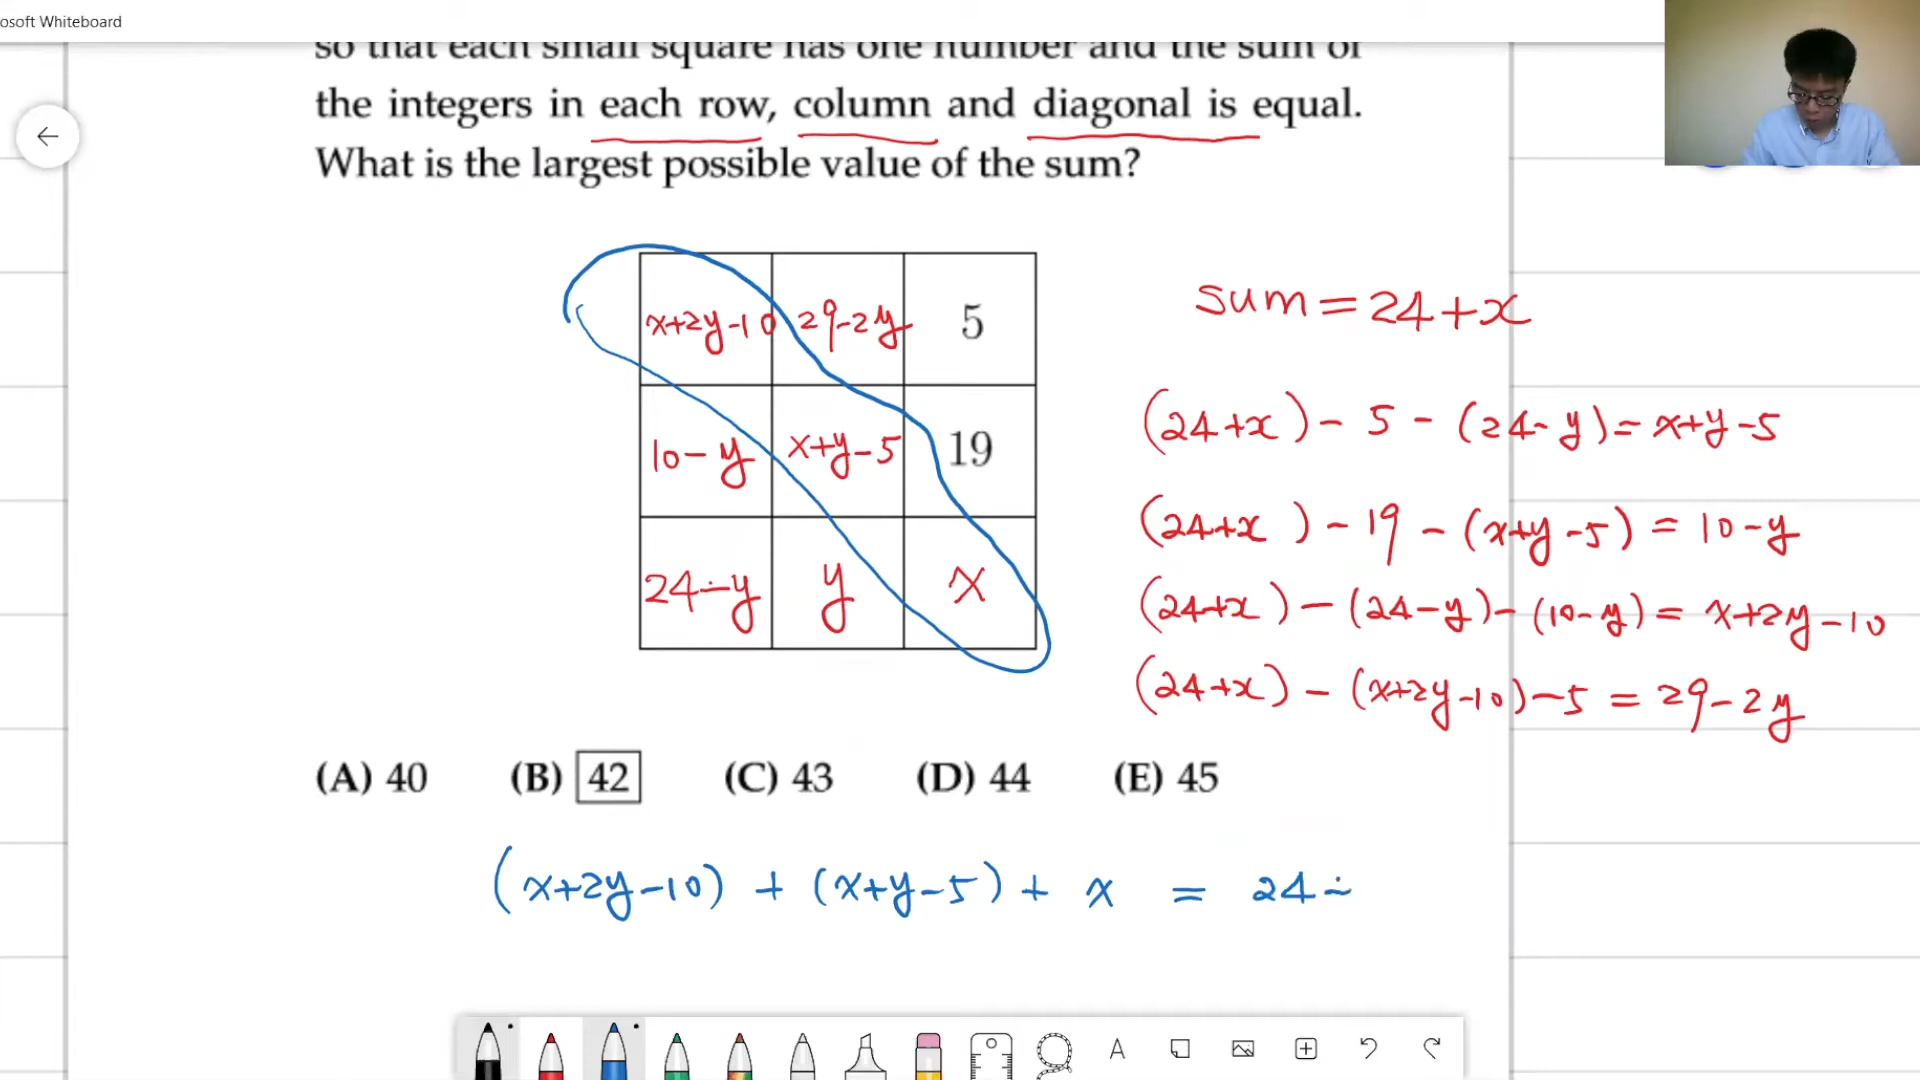 osoft Whiteboard
so that each small square has one number and the sum of
the integers in each row, column and diagonal is equal.
What is the largest possible value of the sum?
x+2y-10 29-2y 5
10-y x+y-5 19
24-y y x
sum=24+x
(24+x)-5-(24-y)=x+y-5
(24+x)-19-(x+y-5)=10-y
(24+x)-(24-y)-(10-y)=x+2y-10
(24+x)-(x+2y-10)-5=29-2y
(A) 40 (B) 42 (C) 43 (D) 44 (E) 45
(x+2y-10)+(x+y-5)+x=24